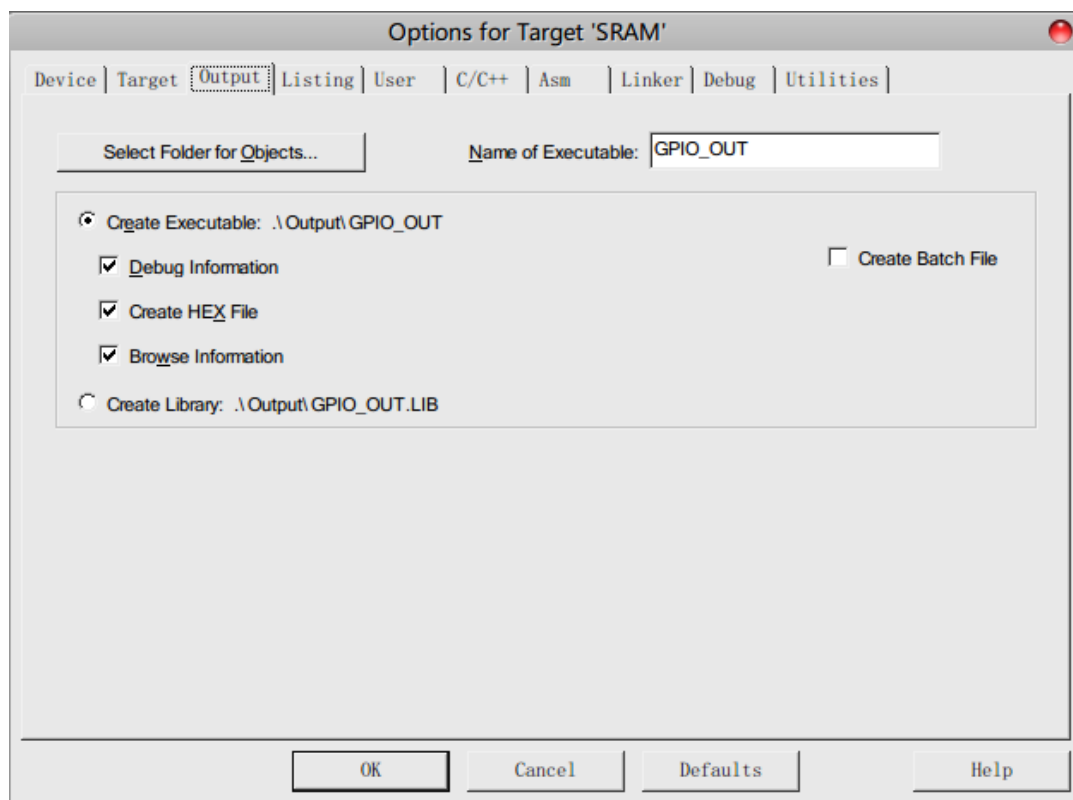 Options for Target 'SRAM'
Device Target Output Listing User C/C++ Asm Linker Debug Utilities
Select Folder for Objects... Name of Executable: GPIO_OUT
Create Executable: .\Output\GPIO_OUT
Debug Information Create Batch File
Create HEX File
Browse Information
Create Library: .\Output\GPIO_OUT.LIB
OK Cancel Defaults Help